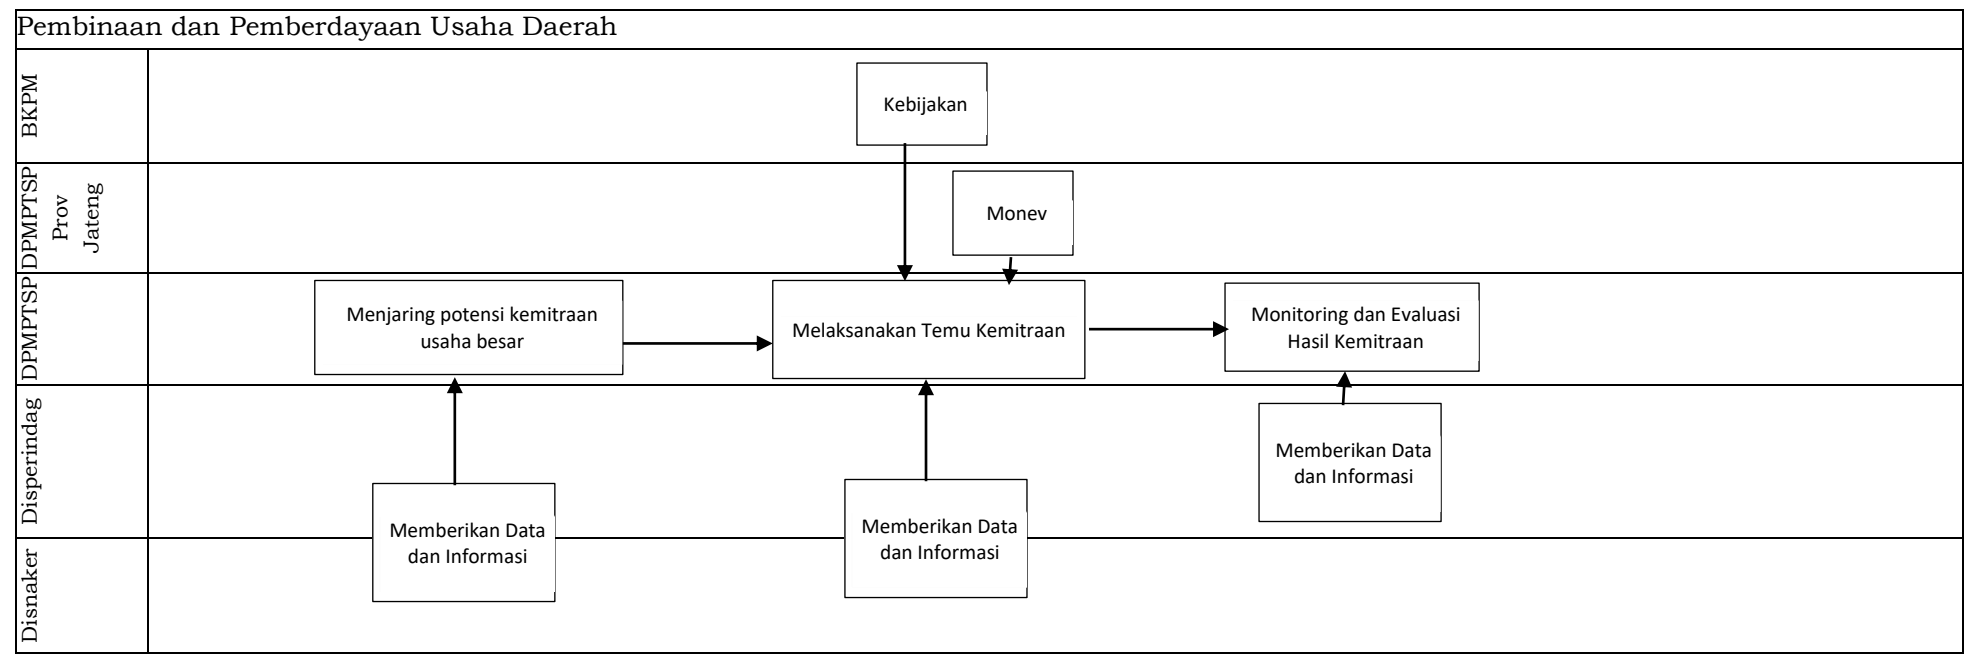 Pembinaan dan Pemberdayaan Usaha Daerah
BKPM
Kebijakan
DPMPTSP
Prov
Jateng
Monev
DPMPTSP
Menjaring potensi kemitraan
usaha besar
Melaksanakan Temu Kemitraan
Monitoring dan Evaluasi
Hasil Kemitraan
Disperindag
Memberikan Data
dan Informasi
Memberikan Data
dan Informasi
Memberikan Data
dan Informasi
Disnaker